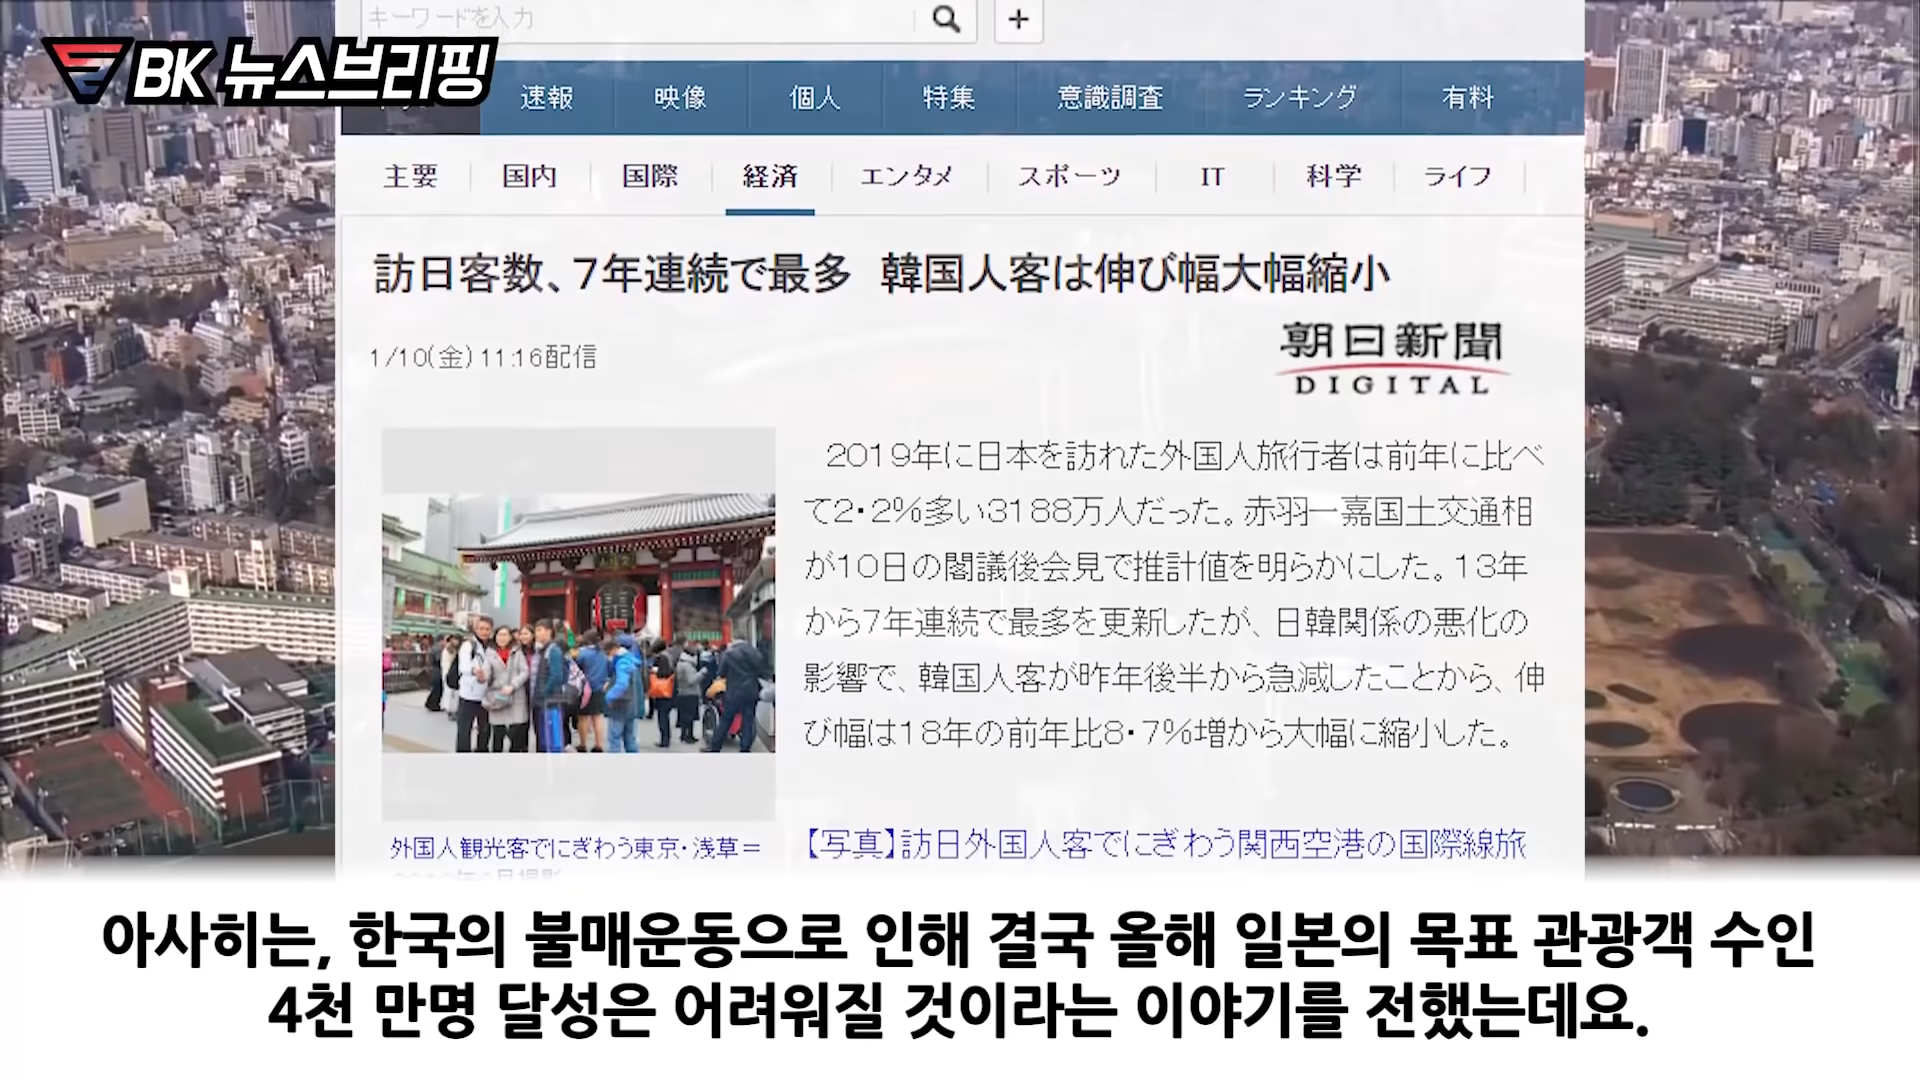 キーワードを入力
BK 뉴스브리핑
速報 映像 個人 特集 意識調査 ランキング 有料
主要 国内 国際 経済 エンタメ スポーツ IT 科学 ライフ
訪日客数、7年連続で最多 韓国人客は伸び幅大幅縮小
1/10(金) 11:16配信
朝日新聞
DIGITAL
2019年に日本を訪れた外国人旅行者は前年に比べ
て2・2%多い3188万人だった。赤羽一嘉国土交通相
が10日の閣議後会見で推計値を明らかにした。13年
から7年連続で最多を更新したが、日韓関係の悪化の
影響で、韓国人客が昨年後半から急減したことから、伸
び幅は18年の前年比8・7%増から大幅に縮小した。
外国人観光客でにぎわう東京・浅草＝
【写真】訪日外国人客でにぎわう関西空港の国際線旅
아사히는, 한국의 불매운동으로 인해 결국 올해 일본의 목표 관광객 수인
4천 만명 달성은 어려워질 것이라는 이야기를 전했는데요.